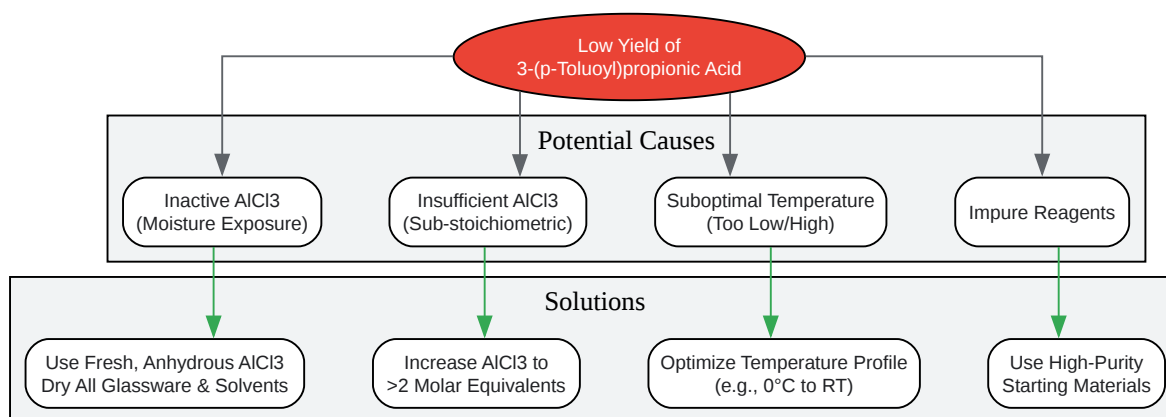 Low Yield of
3-(p-Toluoyl)propionic Acid
Potential Causes
Inactive AlCl3
(Moisture Exposure)
Insufficient AlCl3
(Sub-stoichiometric)
Suboptimal Temperature
(Too Low/High)
Impure Reagents
Solutions
Use Fresh, Anhydrous AlCl3
Dry All Glassware & Solvents
Increase AlCl3 to
>2 Molar Equivalents
Optimize Temperature Profile
(e.g., 0°C to RT)
Use High-Purity
Starting Materials